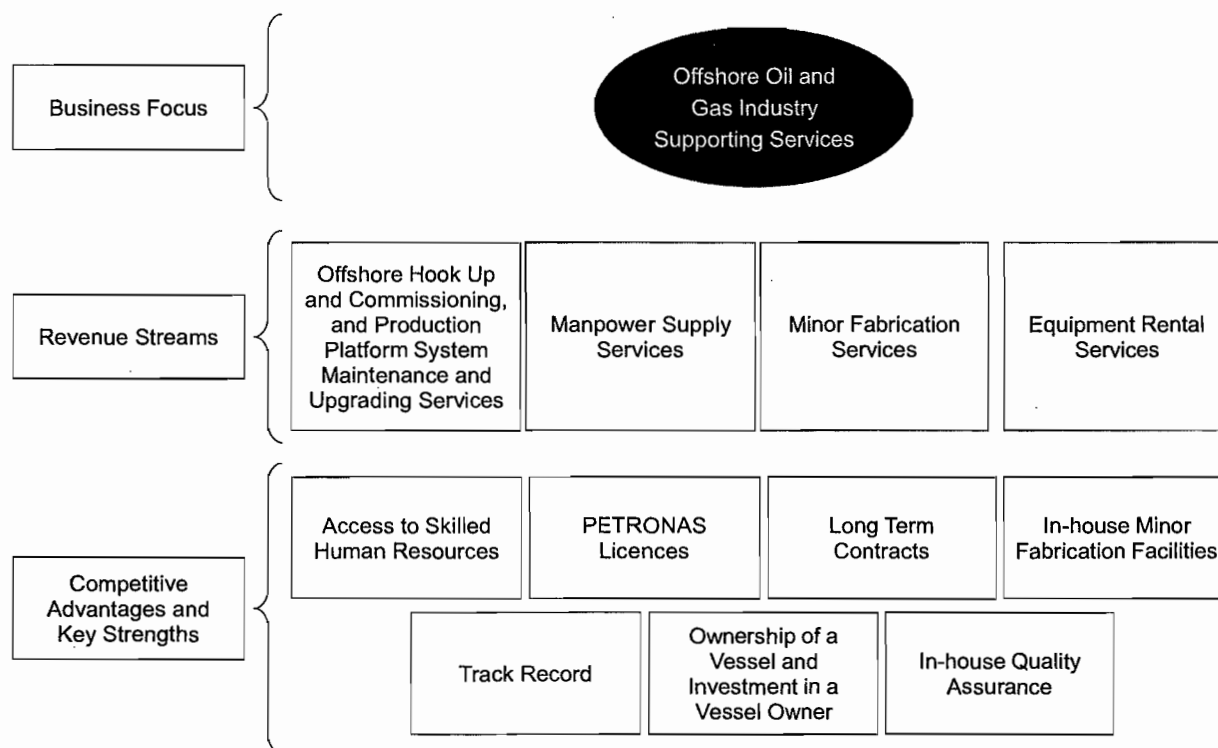 Business Focus
Offshore Oil and
Gas Industry
Supporting Services
Revenue Streams
Offshore Hook Up
and Commissioning,
and Production
Platform System
Maintenance and
Upgrading Services
Manpower Supply
Services
Minor Fabrication
Services
Equipment Rental
Services
Competitive
Advantages and
Key Strengths
Access to Skilled
Human Resources
PETRONAS
Licences
Long Term
Contracts
In-house Minor
Fabrication Facilities
Track Record
Ownership of a
Vessel and
Investment in a
Vessel Owner
In-house Quality
Assurance